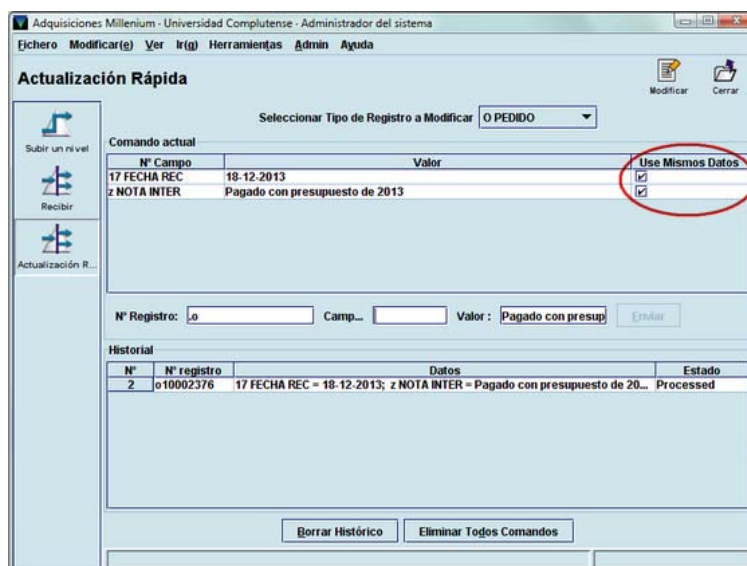 Adquisiciones Millenium - Universidad Complutense - Administrador del sistema
Fichero Modificar(e) Ver Ir(g) Herramientas Admin Ayuda
Actualización Rápida
Modificar Cerrar
Seleccionar Tipo de Registro a Modificar O PEDIDO
Subir un nivel
Recibir
Actualización R...
Comando actual
Nº Campo Valor Use Mismos Datos
17 FECHA REC 18-12-2013
z NOTA INTER Pagado con presupuesto de 2013
Nº Registro: .o Camp... Valor : Pagado con presup Enviar
Historial
Nº Nº registro Datos Estado
2 o10002376 17 FECHA REC = 18-12-2013; z NOTA INTER = Pagado con presupuesto de 20... Processed
Borrar Histórico Eliminar Todos Comandos